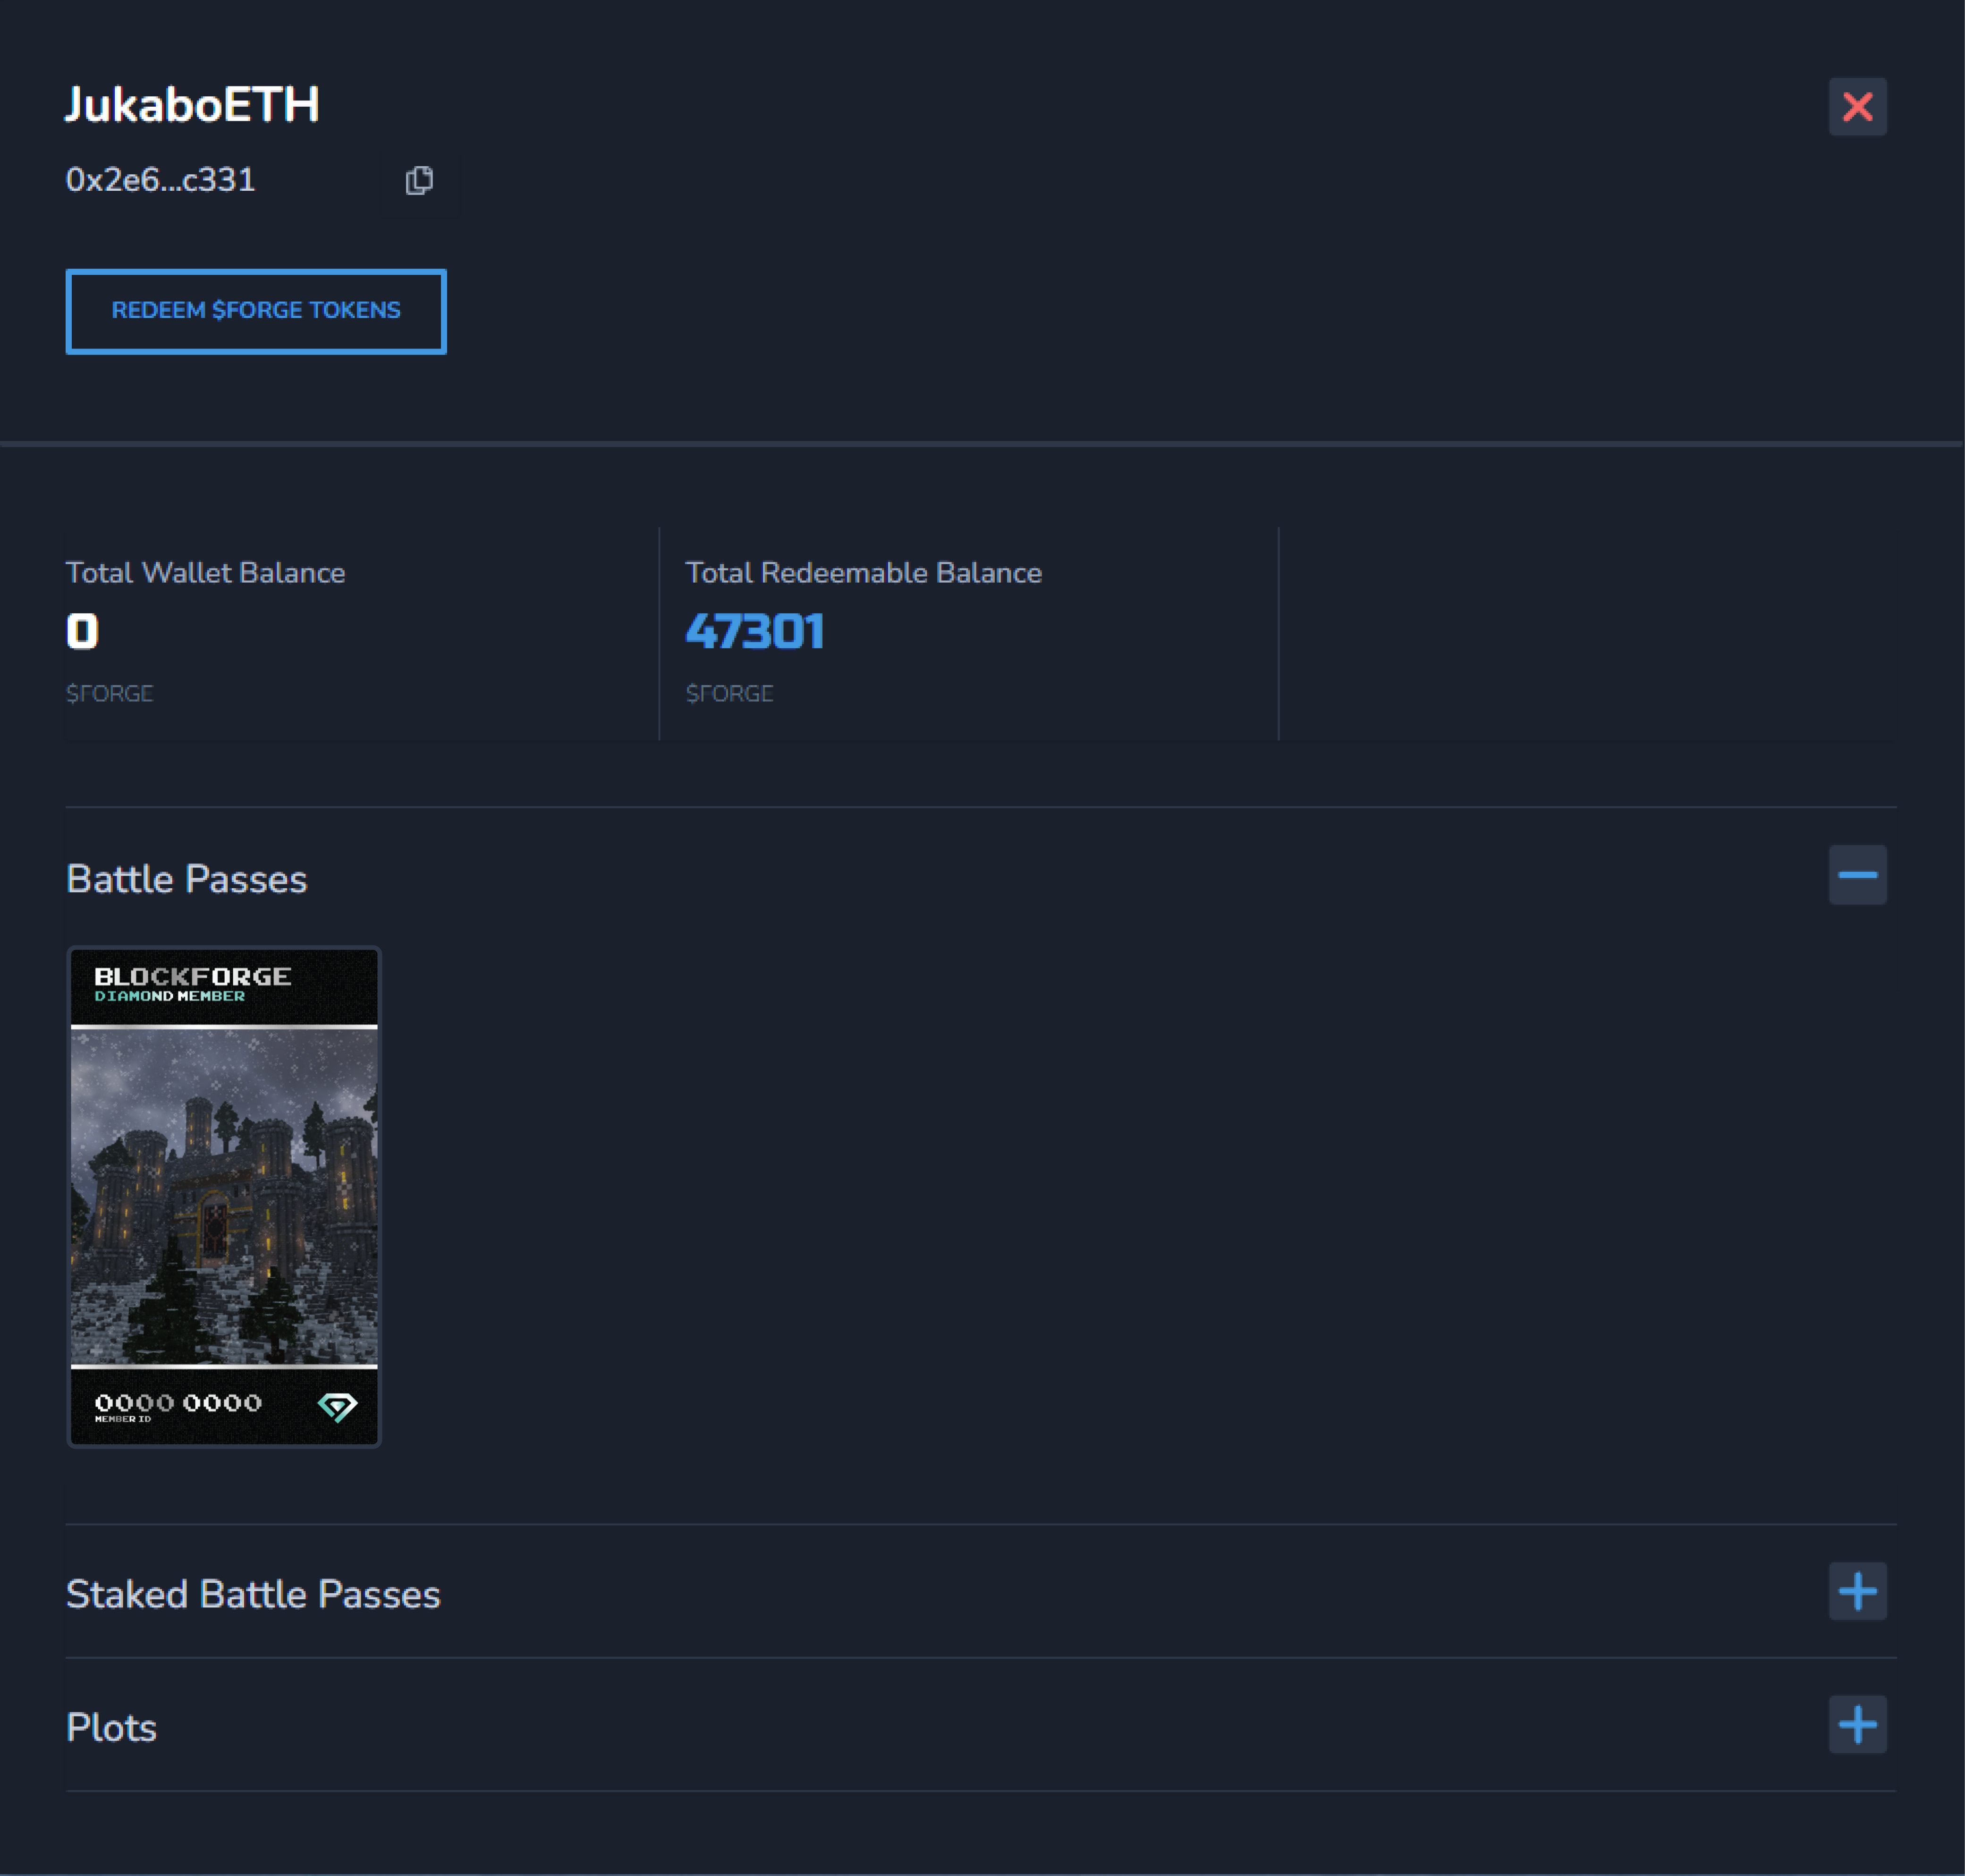 JukaboETH
0x2e6...c331
REDEEM $FORGE TOKENS
Total Wallet Balance
0
$FORGE
Total Redeemable Balance
47301
$FORGE
Battle Passes
BLOCKFORGE
DIAMOND MEMBER
0000 0000
MEMBER ID
Staked Battle Passes
Plots